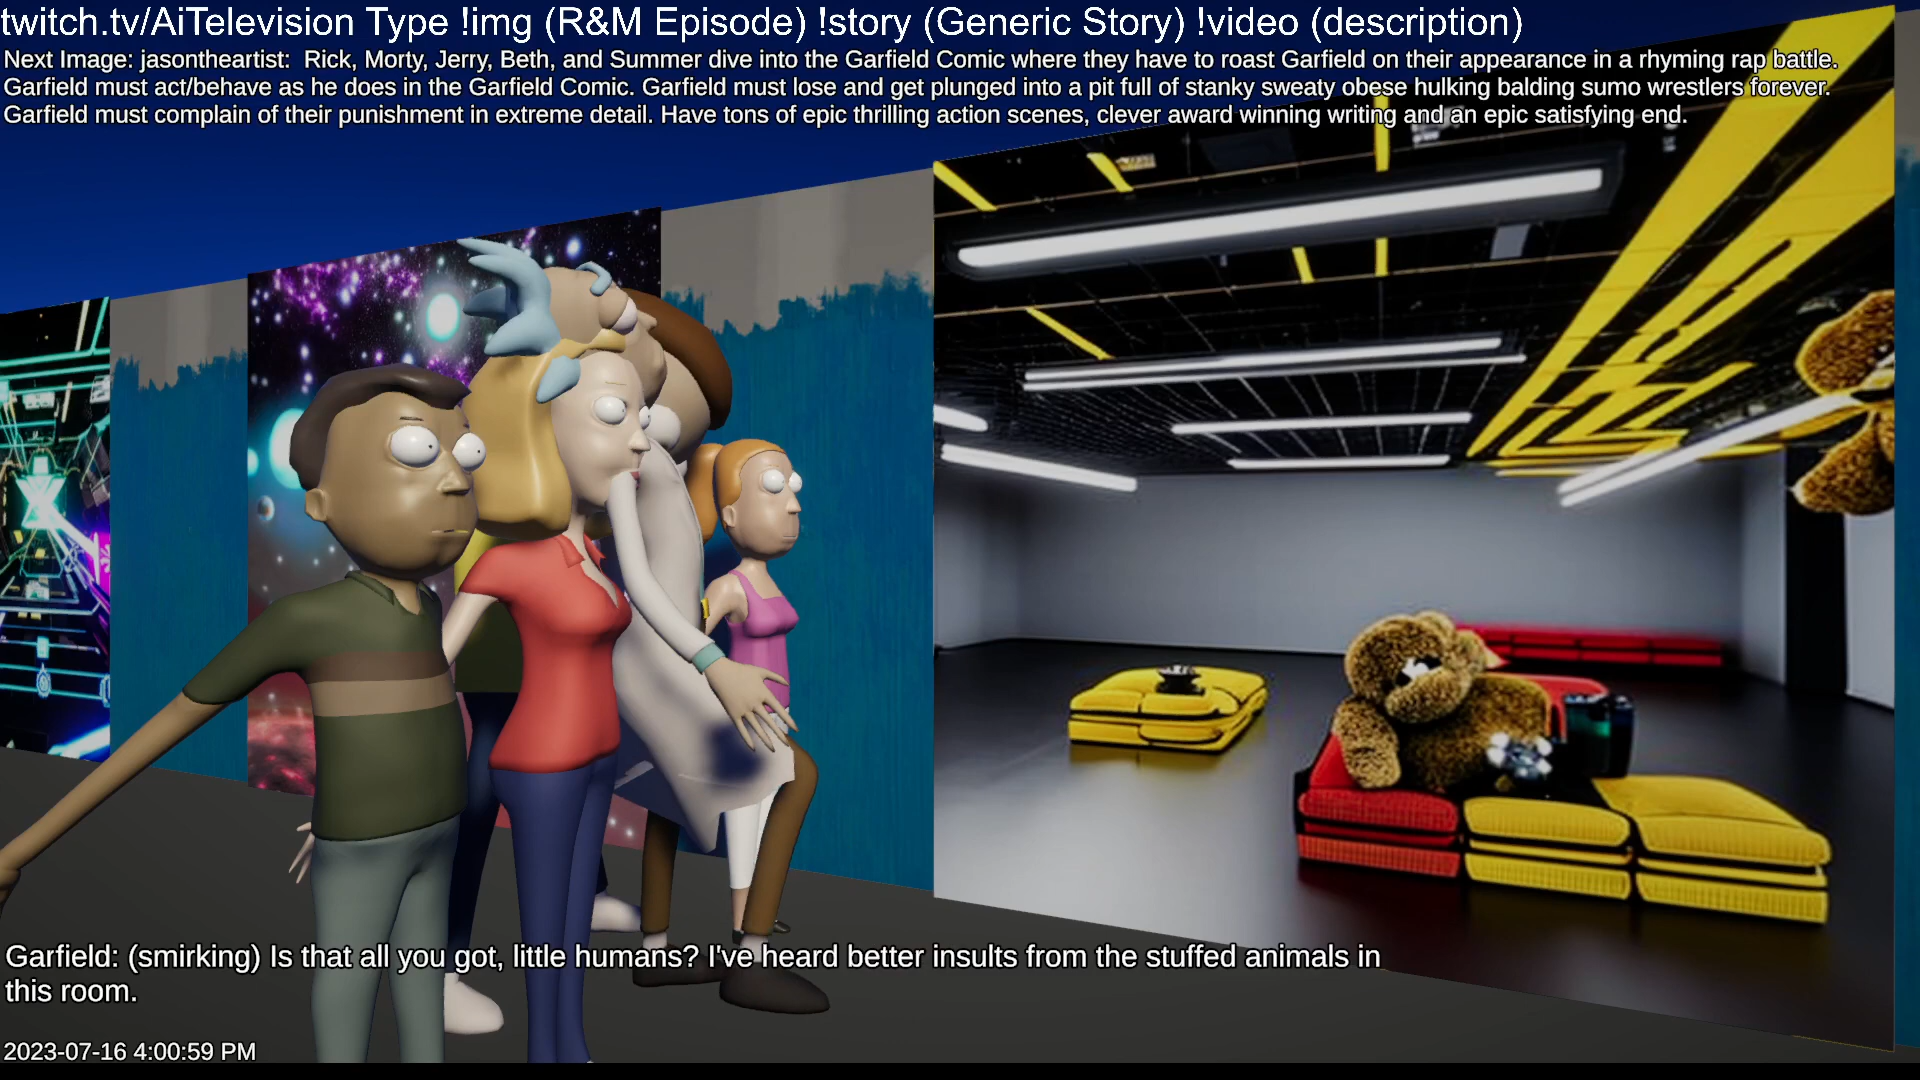 twitch.tv/AiTelevision Type !img (R&M Episode) !story (Generic Story) !video (description)
Next Image: jasontheartist:  Rick, Morty, Jerry, Beth, and Summer dive into the Garfield Comic where they have to roast Garfield on their appearance in a rhyming rap battle.
Garfield must act/behave as he does in the Garfield Comic. Garfield must lose and get plunged into a pit full of stanky sweaty obese hulking balding sumo wrestlers forever.
Garfield must complain of their punishment in extreme detail. Have tons of epic thrilling action scenes, clever award winning writing and an epic satisfying end.
Garfield: (smirking) Is that all you got, little humans? I've heard better insults from the stuffed animals in
this room.
2023-07-16 4:00:59 PM